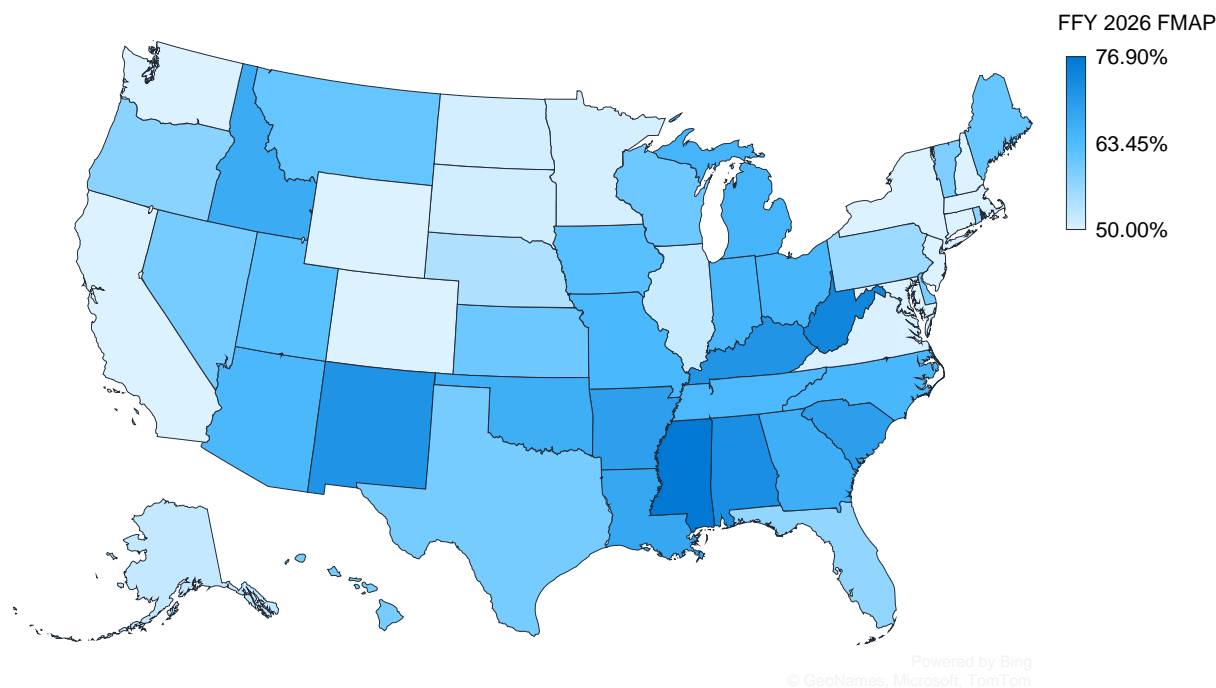 FFY 2026 FMAP
76.90%
63.45%
50.00%
Powered by Bing
© GeoNames, Microsoft, TomTom